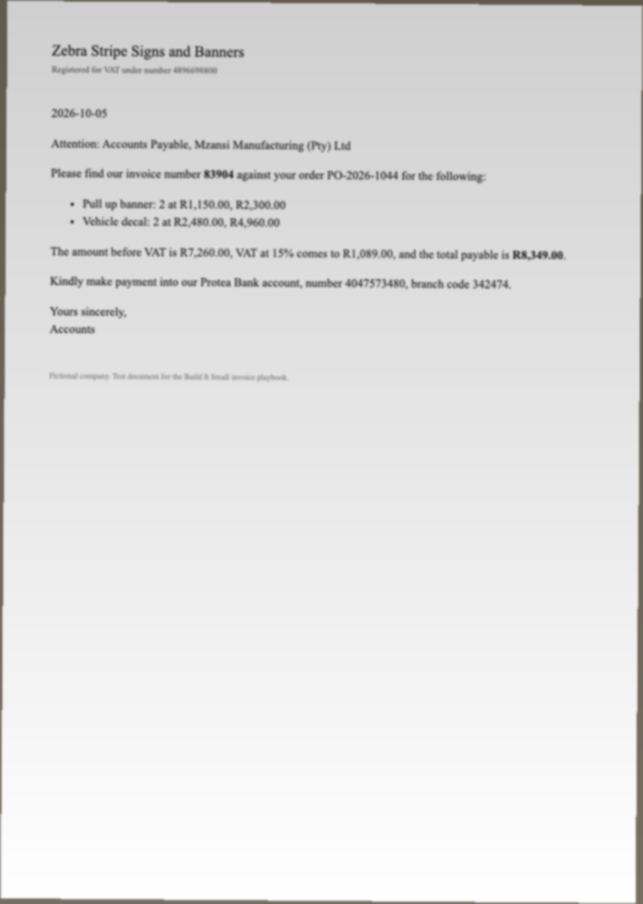 Zebra Stripe Signs and Banners
Registered for VAT under number 4896698800
2026-10-05
Attention: Accounts Payable, Mzansi Manufacturing (Pty) Ltd
Please find our invoice number 83904 against your order PO-2026-1044 for the following:
• Pull up banner: 2 at R1,150.00, R2,300.00
• Vehicle decal: 2 at R2,480.00, R4,960.00
The amount before VAT is R7,260.00, VAT at 15% comes to R1,089.00, and the total payable is R8,349.00.
Kindly make payment into our Protea Bank account, number 4047573480, branch code 342474.
Yours sincerely,
Accounts
Fictional company. Test document for the Build & Small invoice playbook.